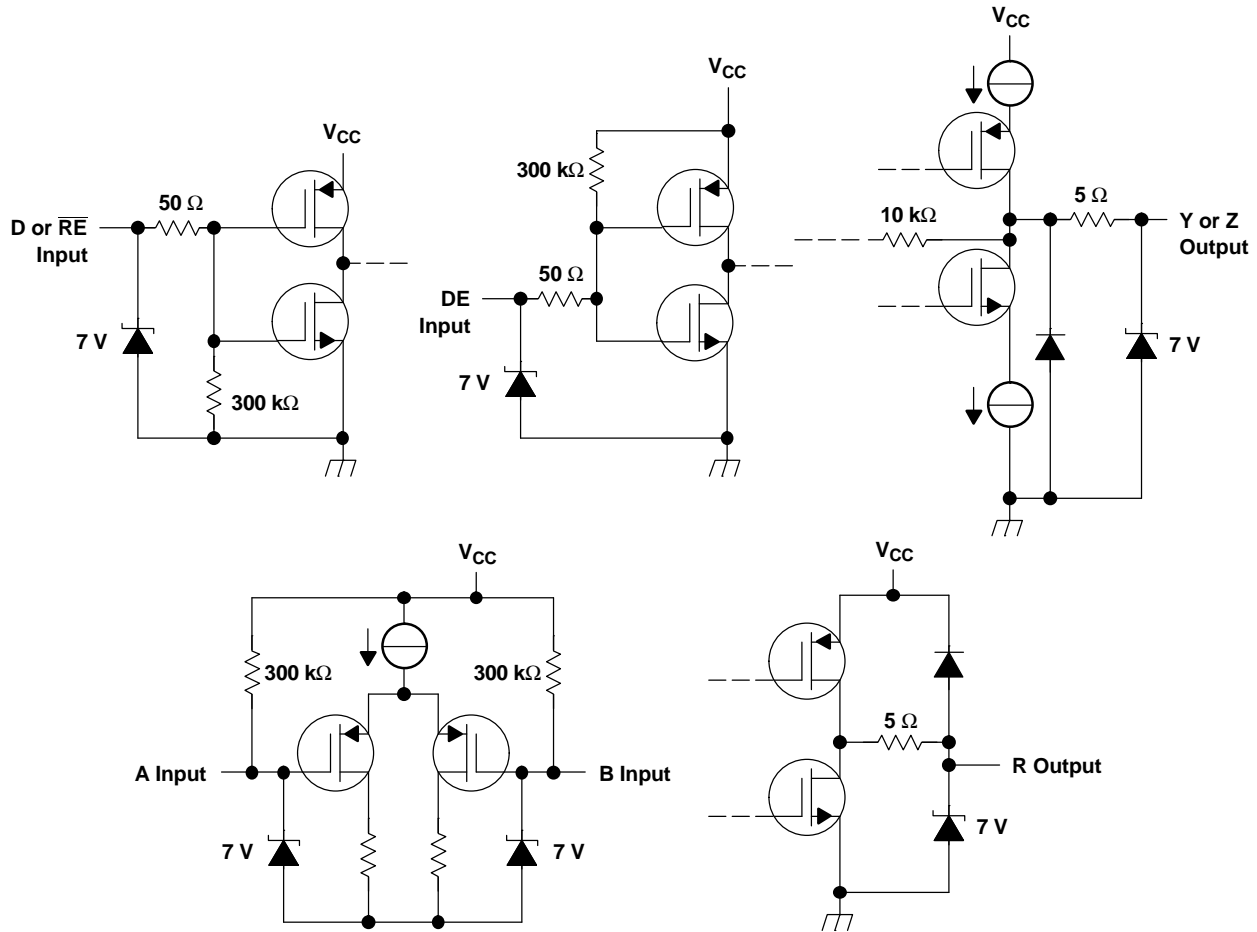 VCC
50 Ω
D or R̅E̅
Input
7 V
300 kΩ
VCC
300 kΩ
50 Ω
DE
Input
7 V
VCC
10 kΩ
5 Ω
Y or Z
Output
7 V
VCC
300 kΩ
300 kΩ
A Input
B Input
7 V
7 V
VCC
5 Ω
R Output
7 V